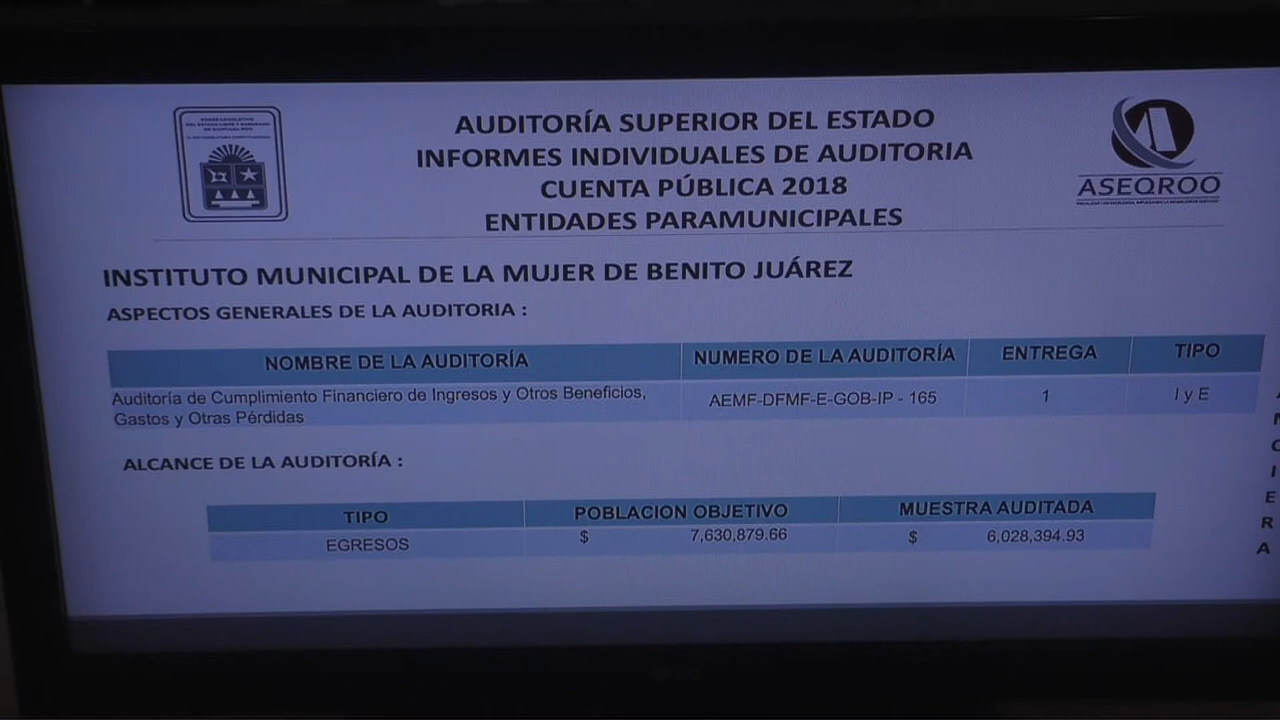 AUDITORÍA SUPERIOR DEL ESTADO
INFORMES INDIVIDUALES DE AUDITORIA
CUENTA PÚBLICA 2018
ENTIDADES PARAMUNICIPALES
ASEQROO
INSTITUTO MUNICIPAL DE LA MUJER DE BENITO JUÁREZ
ASPECTOS GENERALES DE LA AUDITORIA :
NOMBRE DE LA AUDITORÍA NUMERO DE LA AUDITORÍA ENTREGA TIPO
Auditoría de Cumplimiento Financiero de Ingresos y Otros Beneficios,
Gastos y Otras Pérdidas AEMF-DFMF-E-GOB-IP - 165 1 I y E
ALCANCE DE LA AUDITORÍA :
TIPO POBLACION OBJETIVO MUESTRA AUDITADA
EGRESOS $ 7,630,879.66 $ 6,028,394.93